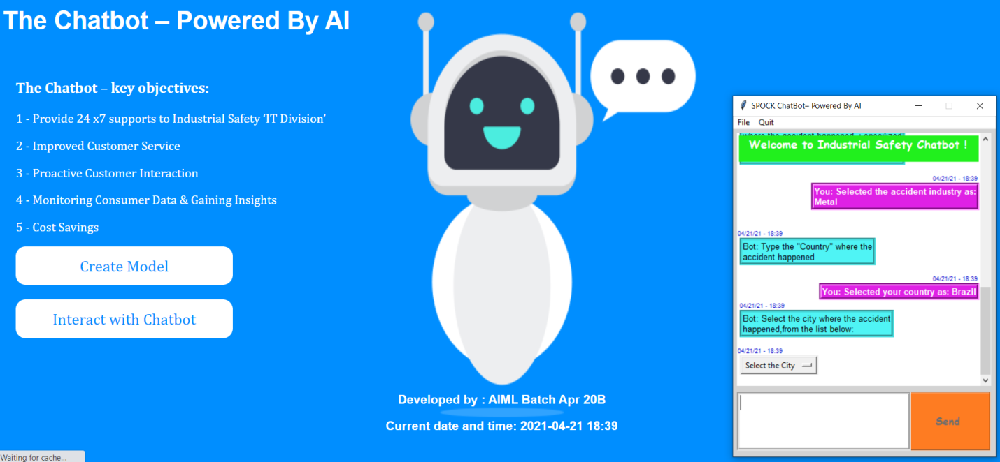 The Chatbot – Powered By AI
The Chatbot – key objectives:
1 - Provide 24 x7 supports to Industrial Safety ‘IT Division’
2 - Improved Customer Service
3 - Proactive Customer Interaction
4 - Monitoring Consumer Data & Gaining Insights
5 - Cost Savings
Create Model
Interact with Chatbot
Developed by : AIML Batch Apr 20B
Current date and time: 2021-04-21 18:39
Waiting for cache...
SPOCK ChatBot– Powered By AI
File Quit
where the accident happened
Welcome to Industrial Safety Chatbot !
04/21/21 - 18:39
You: Selected the accident industry as:
Metal
04/21/21 - 18:39
Bot: Type the "Country" where the
accident happened
04/21/21 - 18:39
You: Selected your country as: Brazil
04/21/21 - 18:39
Bot: Select the city where the accident
happened,from the list below:
04/21/21 - 18:39
Select the City
Send